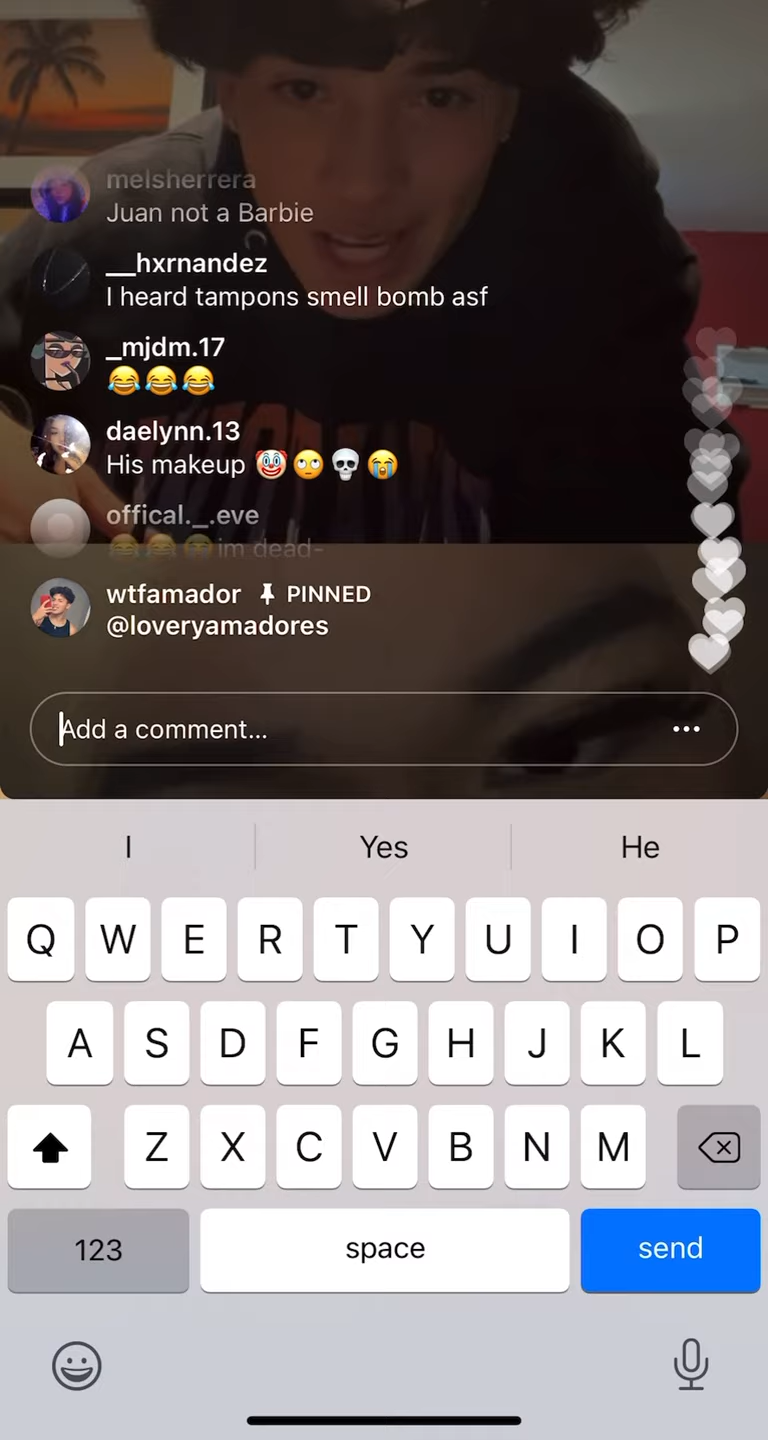 melsherrera
Juan not a Barbie
__hxrnandez
I heard tampons smell bomb asf
_mjdm.17
😂😂😂
daelynn.13
His makeup 🤡🙄💀😭
offical._.eve
😂😂😭im dead-
wtfamador PINNED
@loveryamadores
Add a comment...
I Yes He
Q W E R T Y U I O P
A S D F G H J K L
Z X C V B N M
123 space send